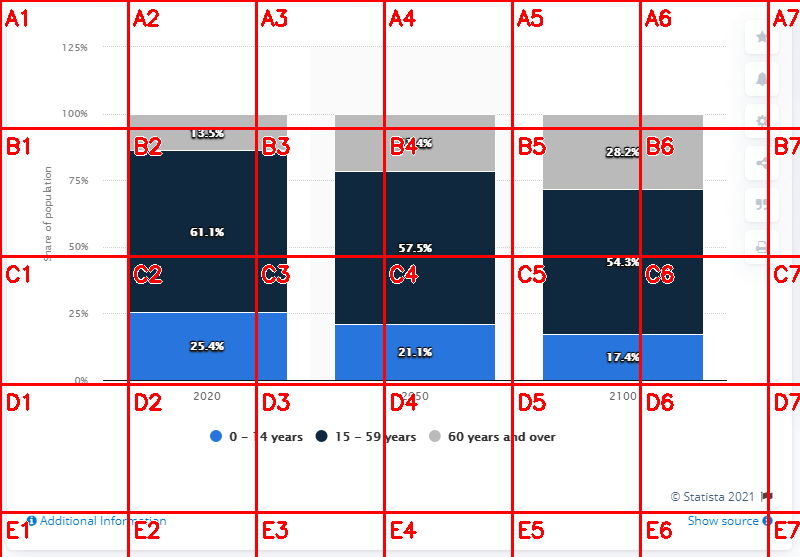 125%
100%
75%
50%
25%
0%
Share of population
13.5%
28.2%
61.1%
57.5%
54.3%
25.4%
21.1%
17.4%
2020
2100
0 – 14 years
15 – 59 years
60 years and over
© Statista 2021
Additional Information
Show source
A1 A2 A3 A4 A5 A6 A7
B1 B2 B3 B4 B5 B6 B7
C1 C2 C3 C4 C5 C6 C7
D1 D2 D3 D4 D5 D6 D7
E1 E2 E3 E4 E5 E6 E7